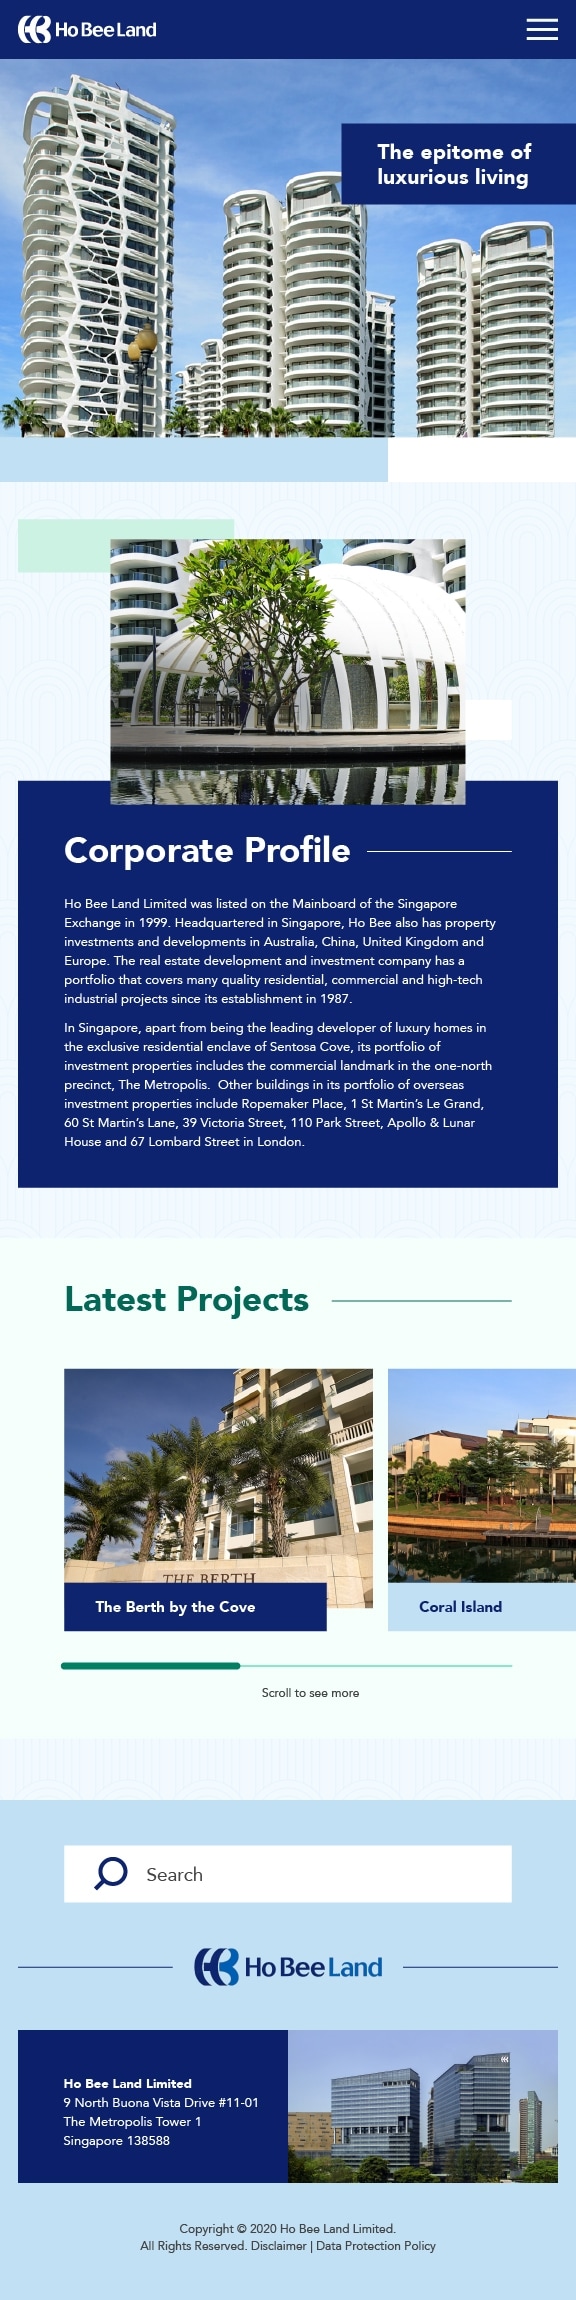 Ho Bee Land
The epitome of
luxurious living
Corporate Profile
Ho Bee Land Limited was listed on the Mainboard of the Singapore
Exchange in 1999. Headquartered in Singapore, Ho Bee also has property
investments and developments in Australia, China, United Kingdom and
Europe. The real estate development and investment company has a
portfolio that covers many quality residential, commercial and high-tech
industrial projects since its establishment in 1987.
In Singapore, apart from being the leading developer of luxury homes in
the exclusive residential enclave of Sentosa Cove, its portfolio of
investment properties includes the commercial landmark in the one-north
precinct, The Metropolis.  Other buildings in its portfolio of overseas
investment properties include Ropemaker Place, 1 St Martin’s Le Grand,
60 St Martin’s Lane, 39 Victoria Street, 110 Park Street, Apollo & Lunar
House and 67 Lombard Street in London.
Latest Projects
THE BERTH
The Berth by the Cove
Coral Island
Scroll to see more
Search
Ho Bee Land
Ho Bee Land Limited
9 North Buona Vista Drive #11-01
The Metropolis Tower 1
Singapore 138588
Copyright © 2020 Ho Bee Land Limited.
All Rights Reserved. Disclaimer | Data Protection Policy